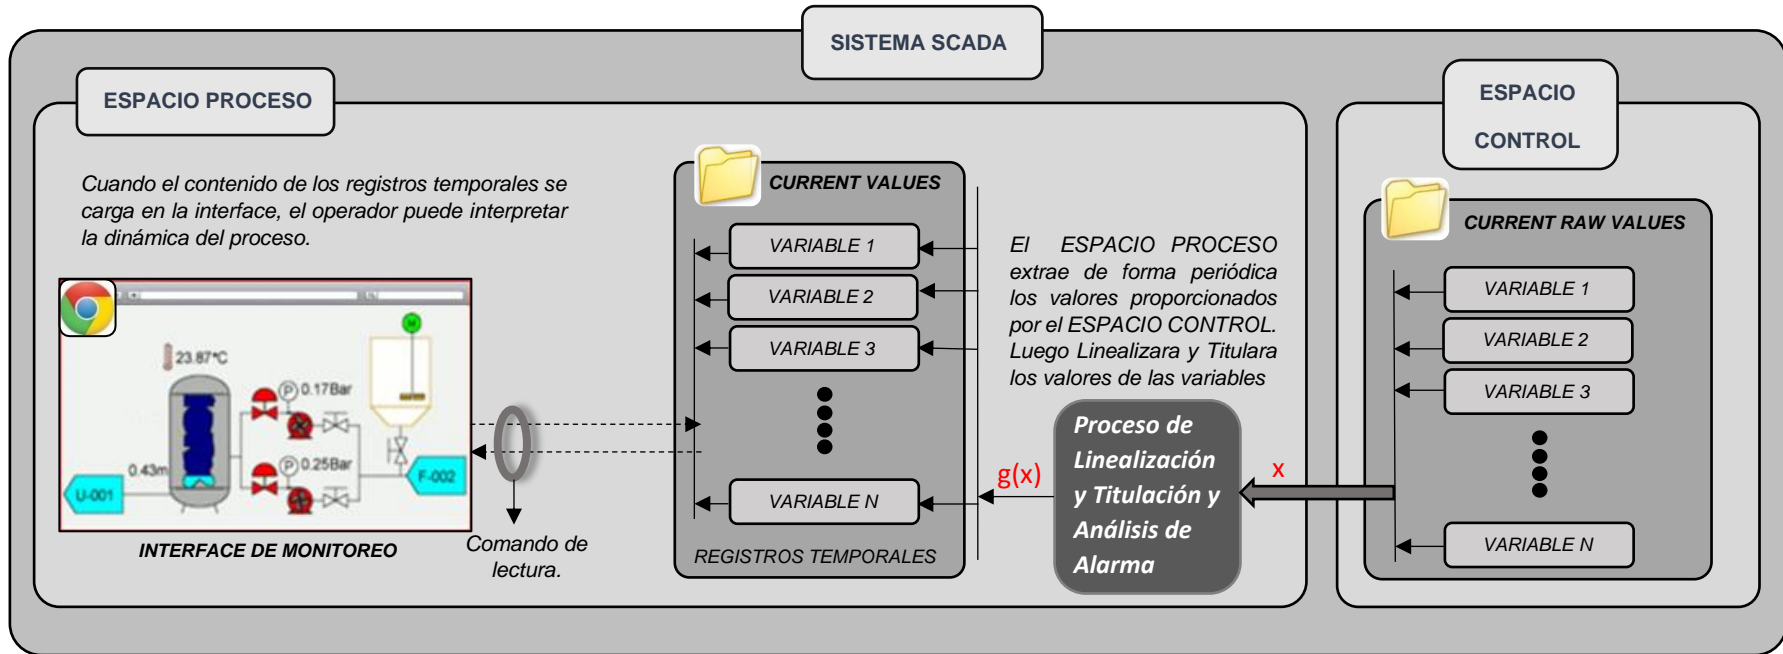 SISTEMA SCADA
ESPACIO PROCESO
Cuando el contenido de los registros temporales se
carga en la interface, el operador puede interpretar
la dinámica del proceso.
23.87°C
0.17Bar
0.43m
0.25Bar
U-001
F-002
M
P
P
INTERFACE DE MONITOREO
Comando de
lectura.
CURRENT VALUES
VARIABLE 1
VARIABLE 2
VARIABLE 3
VARIABLE N
REGISTROS TEMPORALES
El ESPACIO PROCESO
extrae de forma periódica
los valores proporcionados
por el ESPACIO CONTROL.
Luego Linealizara y Titulara
los valores de las variables
g(x)
Proceso de
Linealización
y Titulación y
Análisis de
Alarma
x
ESPACIO
CONTROL
CURRENT RAW VALUES
VARIABLE 1
VARIABLE 2
VARIABLE 3
VARIABLE N